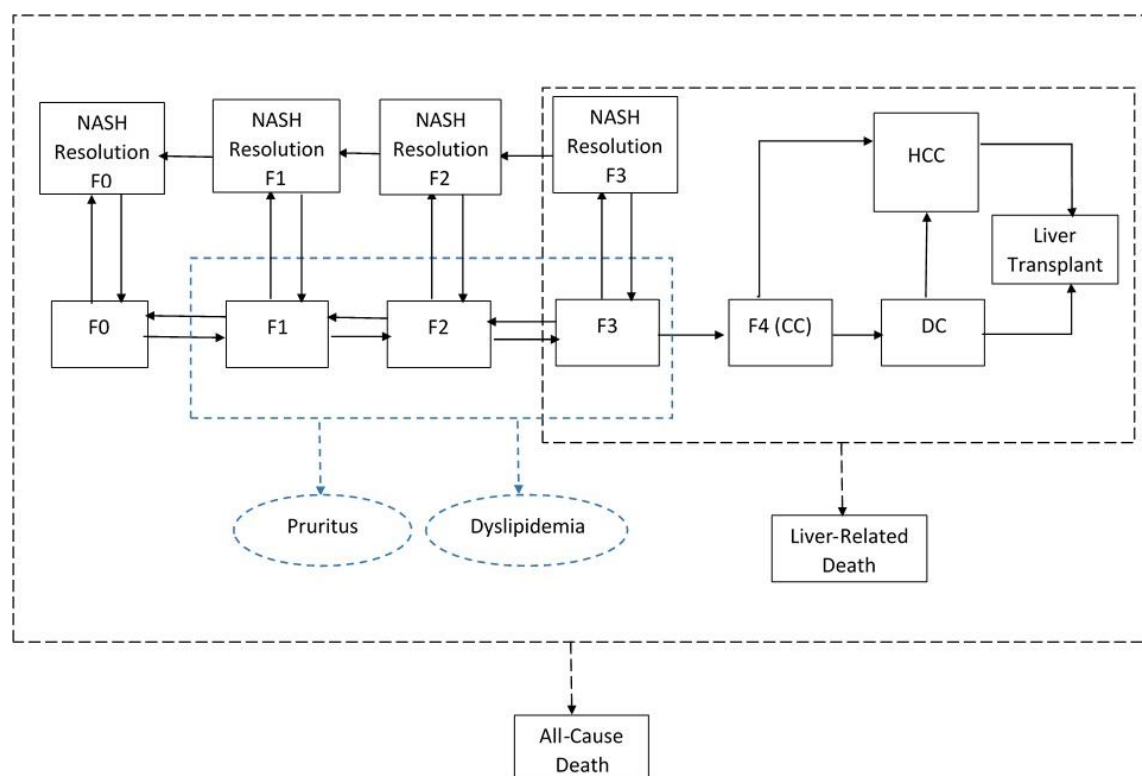 NASH
Resolution
F0
NASH
Resolution
F1
NASH
Resolution
F2
NASH
Resolution
F3
HCC
Liver
Transplant
F0
F1
F2
F3
F4 (CC)
DC
Pruritus
Dyslipidemia
Liver-Related
Death
All-Cause
Death